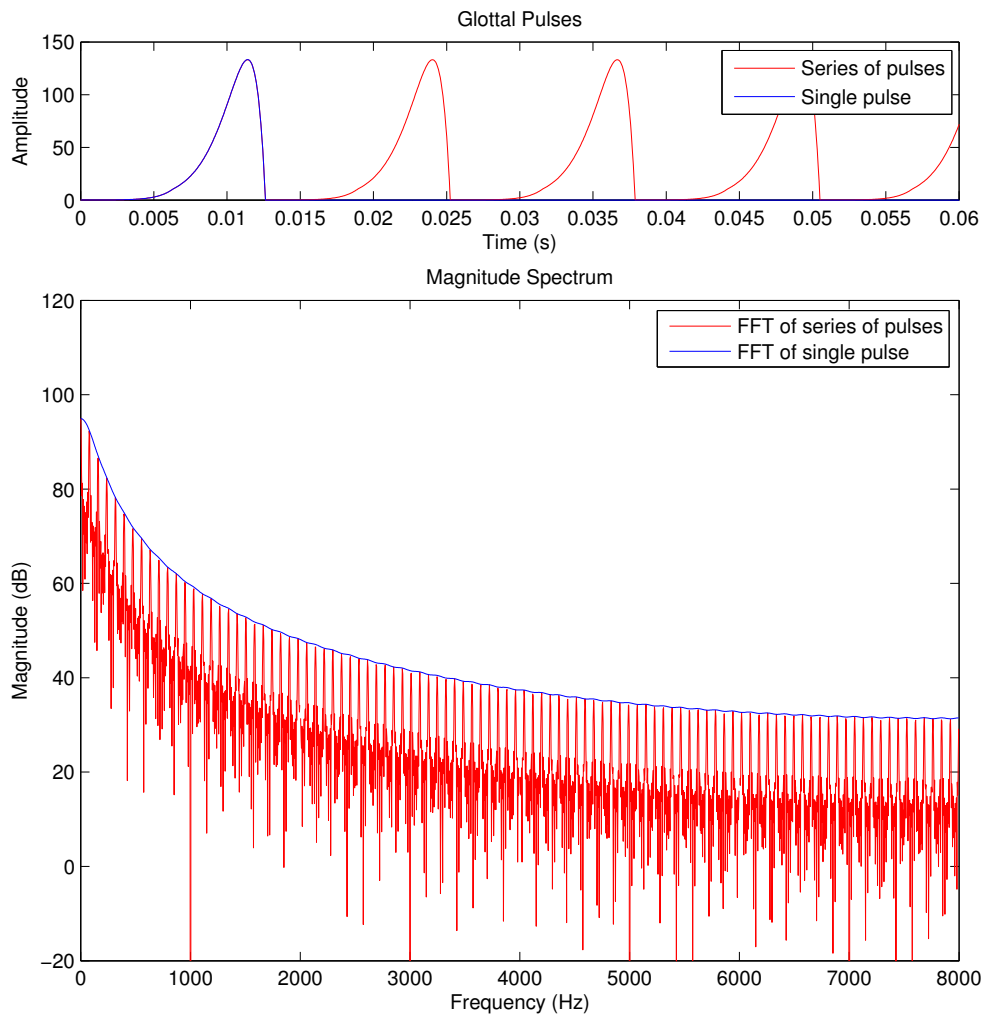 Glottal Pulses
150
100
50
0
Amplitude
Series of pulses
Single pulse
0 0.005 0.01 0.015 0.02 0.025 0.03 0.035 0.04 0.045 0.05 0.055 0.06
Time (s)
Magnitude Spectrum
120
100
80
60
40
20
0
−20
Magnitude (dB)
FFT of series of pulses
FFT of single pulse
0 1000 2000 3000 4000 5000 6000 7000 8000
Frequency (Hz)